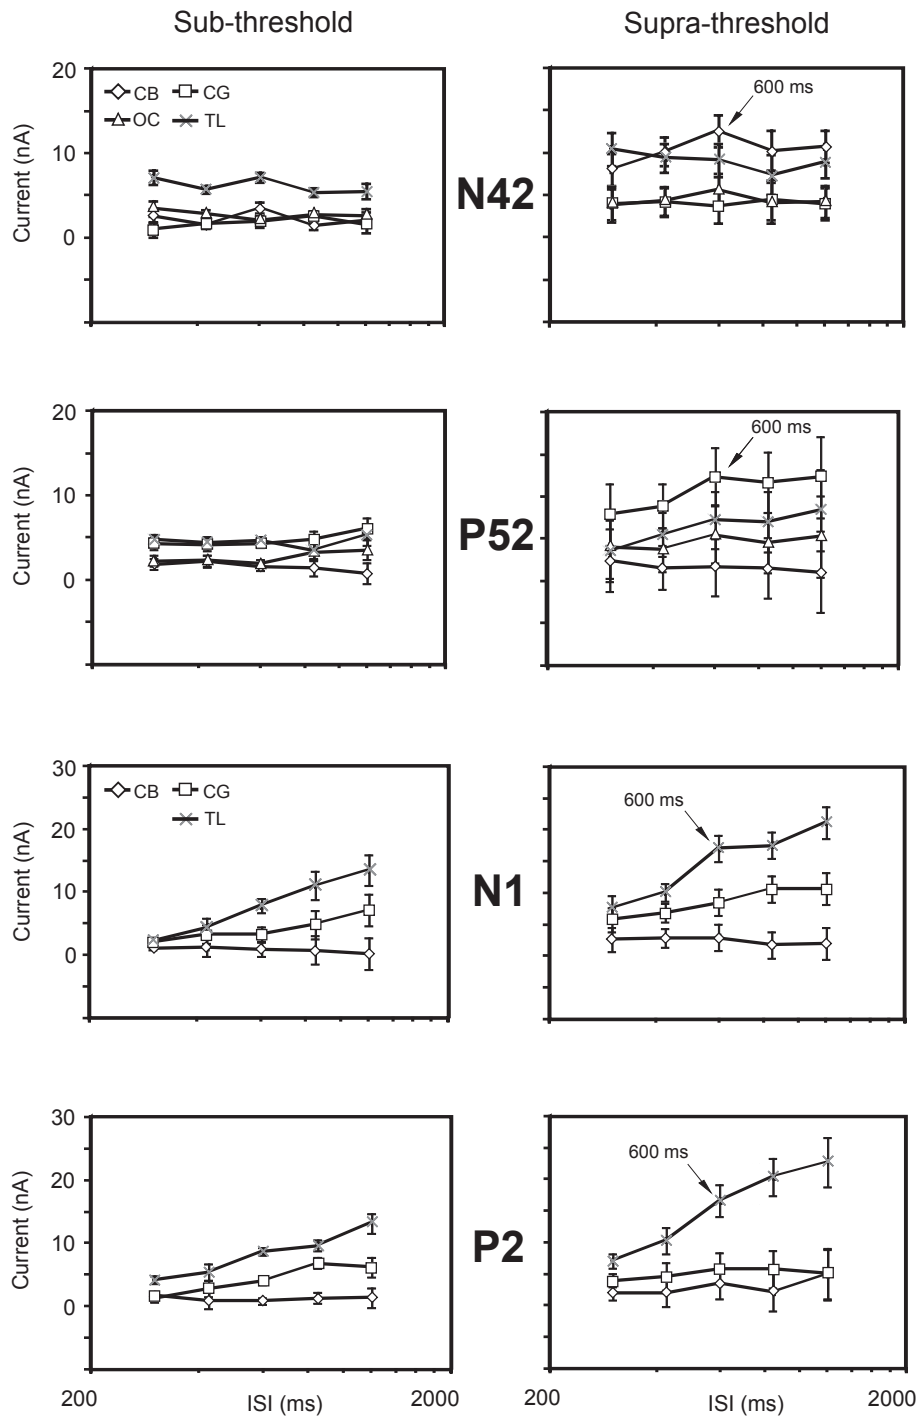 Sub-threshold
Supra-threshold
20
10
0
Current (nA)
CB
CG
OC
TL
N42
600 ms
20
10
0
Current (nA)
P52
600 ms
30
20
10
0
Current (nA)
CB
CG
TL
N1
600 ms
30
20
10
0
Current (nA)
P2
600 ms
200
ISI (ms)
2000
200
ISI (ms)
2000